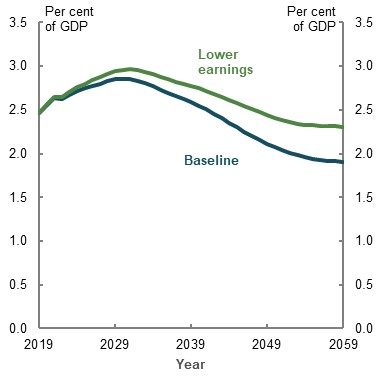 Per cent
of GDP
Per cent
of GDP
3.5
3.5
Lower
earnings
3.0
3.0
2.5
2.5
Baseline
2.0
2.0
1.5
1.5
1.0
1.0
0.5
0.5
0.0
0.0
2019
2029
2039
2049
2059
Year